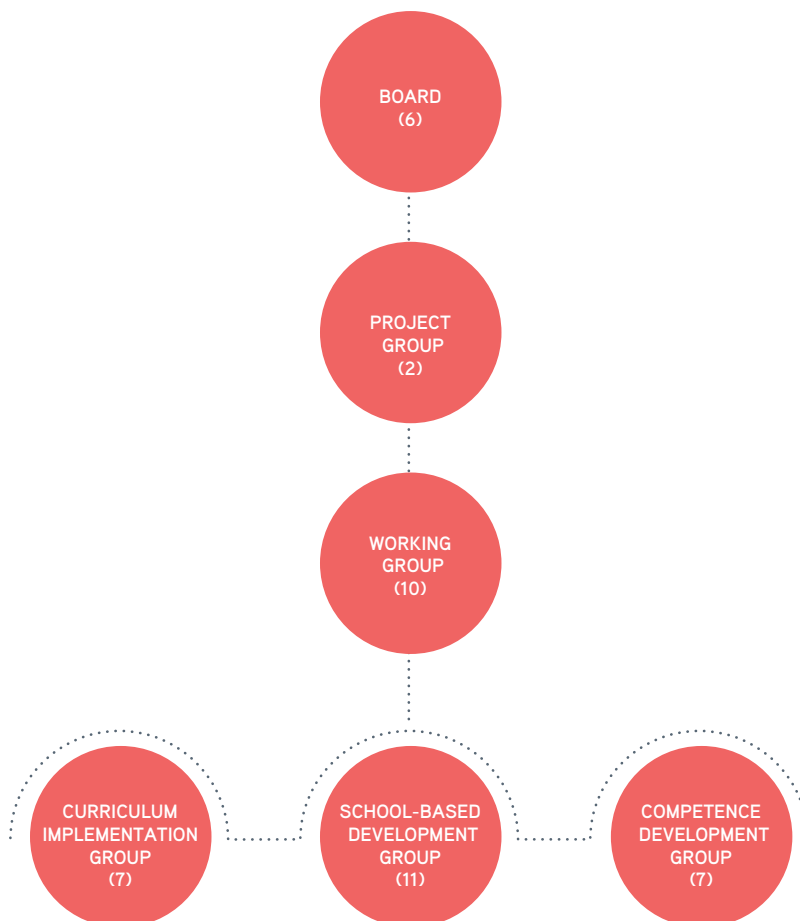 BOARD
(6)
PROJECT
GROUP
(2)
WORKING
GROUP
(10)
CURRICULUM
IMPLEMENTATION
GROUP
(7)
SCHOOL-BASED
DEVELOPMENT
GROUP
(11)
COMPETENCE
DEVELOPMENT
GROUP
(7)